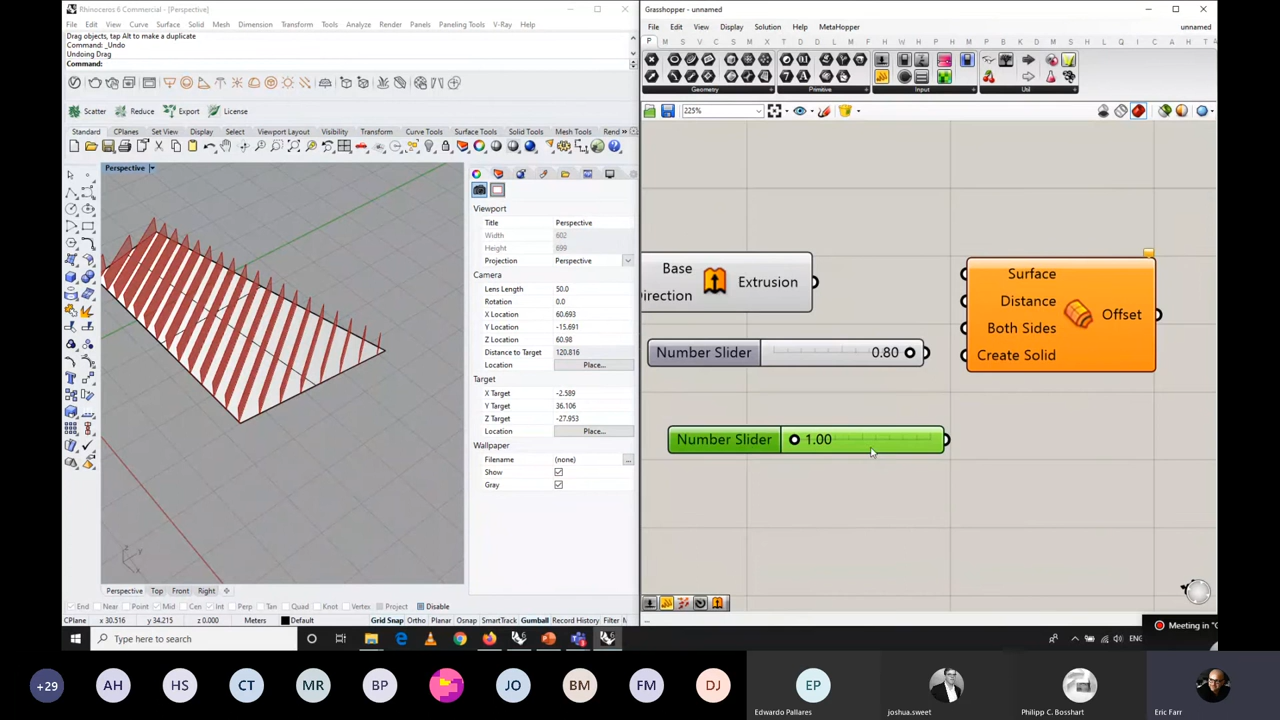 Rhinoceros 6 Commercial - [Perspective]
File Edit View Curve Surface Solid Mesh Dimension Transform Tools Analyze Render Panels Paneling Tools V-Ray Help
Drag objects, tap Alt to make a duplicate
Command: _Undo
Undoing Drag
Command:
Scatter Reduce Export License
Standard CPlanes Set View Display Select Viewport Layout Visibility Transform Curve Tools Surface Tools Solid Tools Mesh Tools Rend
Perspective
Viewport
Title Perspective
Width 602
Height 699
Projection Perspective
Camera
Lens Length 50.0
Rotation 0.0
X Location 60.693
Y Location -15.691
Z Location 60.98
Distance to Target 120.816
Location Place...
Target
X Target -2.589
Y Target 36.106
Z Target -27.953
Location Place...
Wallpaper
Filename (none)
Show
Gray
z
y
x
Perspective Top Front Right
End Near Point Mid Cen Int Perp Tan Quad Knot Vertex Project Disable
CPlane x 30.516 y 34.215 z 0.000 Meters Default Grid Snap Ortho Planar Osnap SmartTrack Gumball Record History Filter M
Grasshopper - unnamed
File Edit View Display Solution Help MetaHopper unnamed
Geometry Primitive Input Util
225%
Base
Direction
Extrusion
Surface
Distance
Both Sides
Create Solid
Offset
Number Slider 0.80
Number Slider 1.00
Type here to search
ENG
Meeting in "G
+29 AH HS CT MR BP JO BM FM DJ EP
Edwardo Pallares joshua.sweet Philipp C. Bosshart Eric Farr